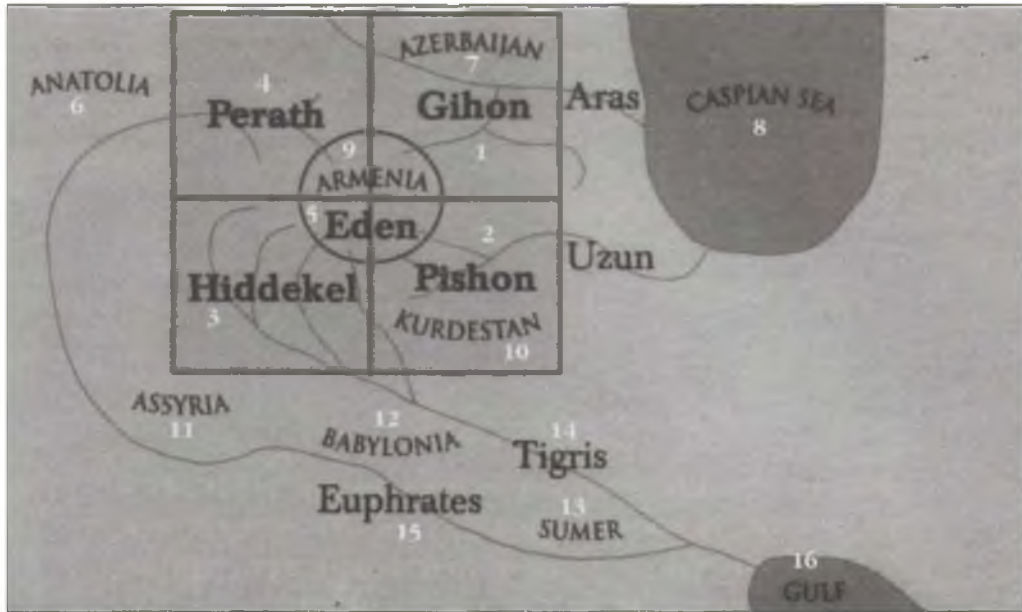 AZERBAIJAN
7
ANATOLIA
6
4
Perath
Gihon
Aras
CASPIAN SEA
8
9
1
ARMENIA
5
Eden
2
Uzun
Hiddekel
3
Pishon
KURDESTAN
10
ASSYRIA
11
12
BABYLONIA
14
Tigris
Euphrates
15
13
SUMER
16
GULF